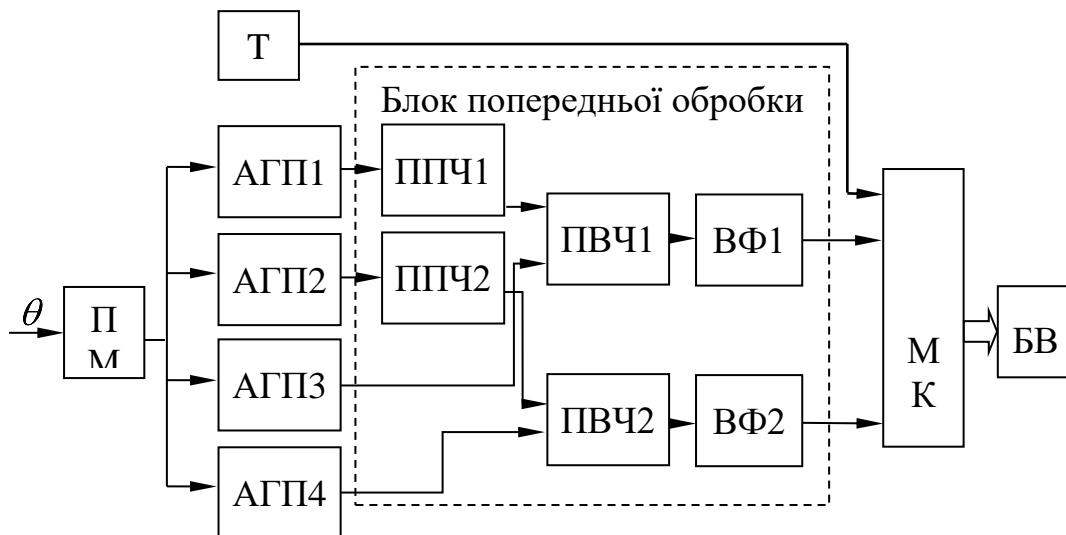 Т
Блок попередньої обробки
АГП1
ППЧ1
ПВЧ1
ВФ1
АГП2
ППЧ2
θ
П
М
БВ
АГП3
М
К
ПВЧ2
ВФ2
АГП4